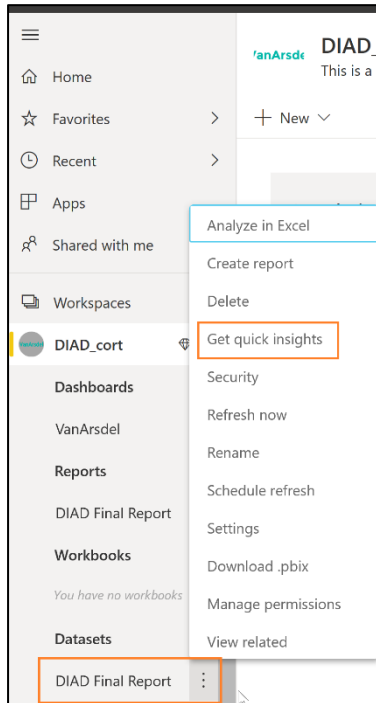 VanArsde
DIAD_
This is a
Home
Favorites
New
Recent
Apps
Shared with me
Analyze in Excel
Create report
Delete
Get quick insights
Security
Refresh now
Rename
Schedule refresh
Settings
Download .pbix
Manage permissions
View related
Workspaces
DIAD_cort
Dashboards
VanArsdel
Reports
DIAD Final Report
Workbooks
You have no workbooks
Datasets
DIAD Final Report